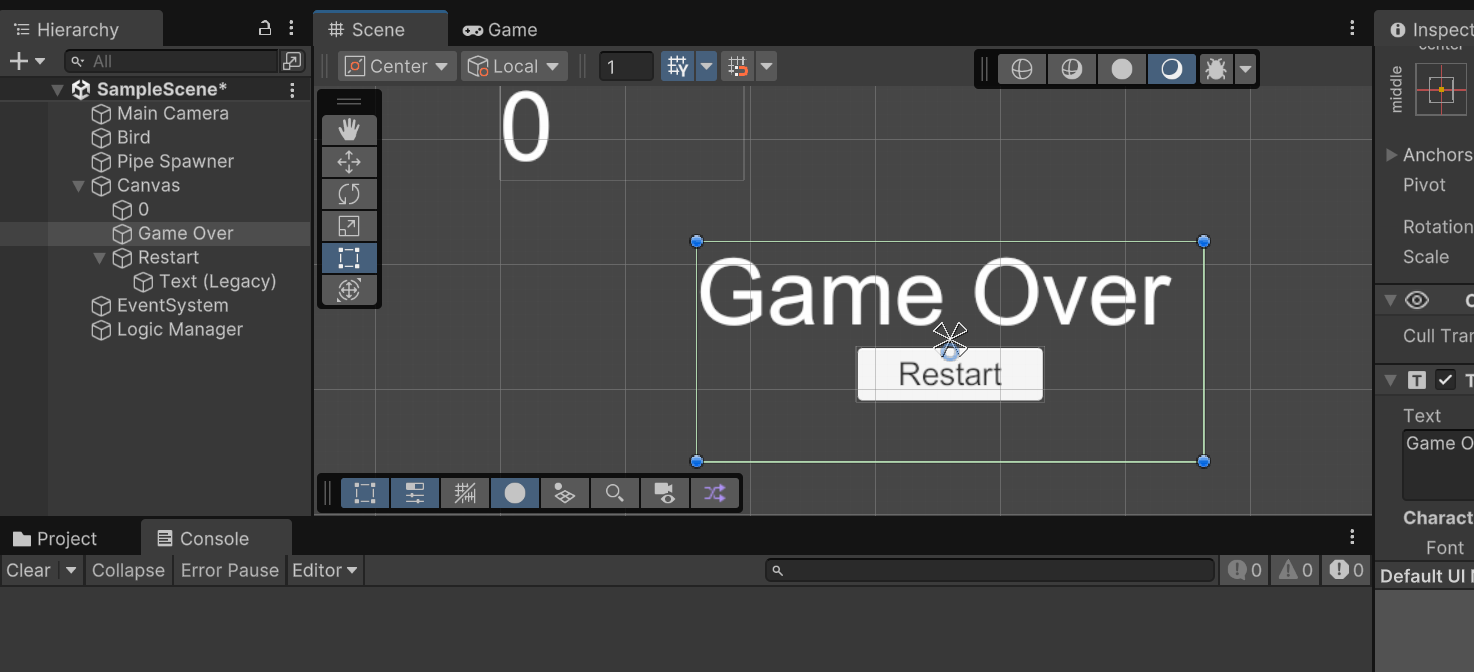 Hierarchy
Scene
Game
Inspect
center
All
Center
Local
1
middle
SampleScene*
Main Camera
Bird
Pipe Spawner
Canvas
0
Game Over
Restart
Text (Legacy)
EventSystem
Logic Manager
0
Game Over
Restart
Anchors
Pivot
Rotation
Scale
C
Cull Tran
T
Text
Game O
Charact
Font
Default UI M
Project
Console
Clear
Collapse
Error Pause
Editor
0
0
0